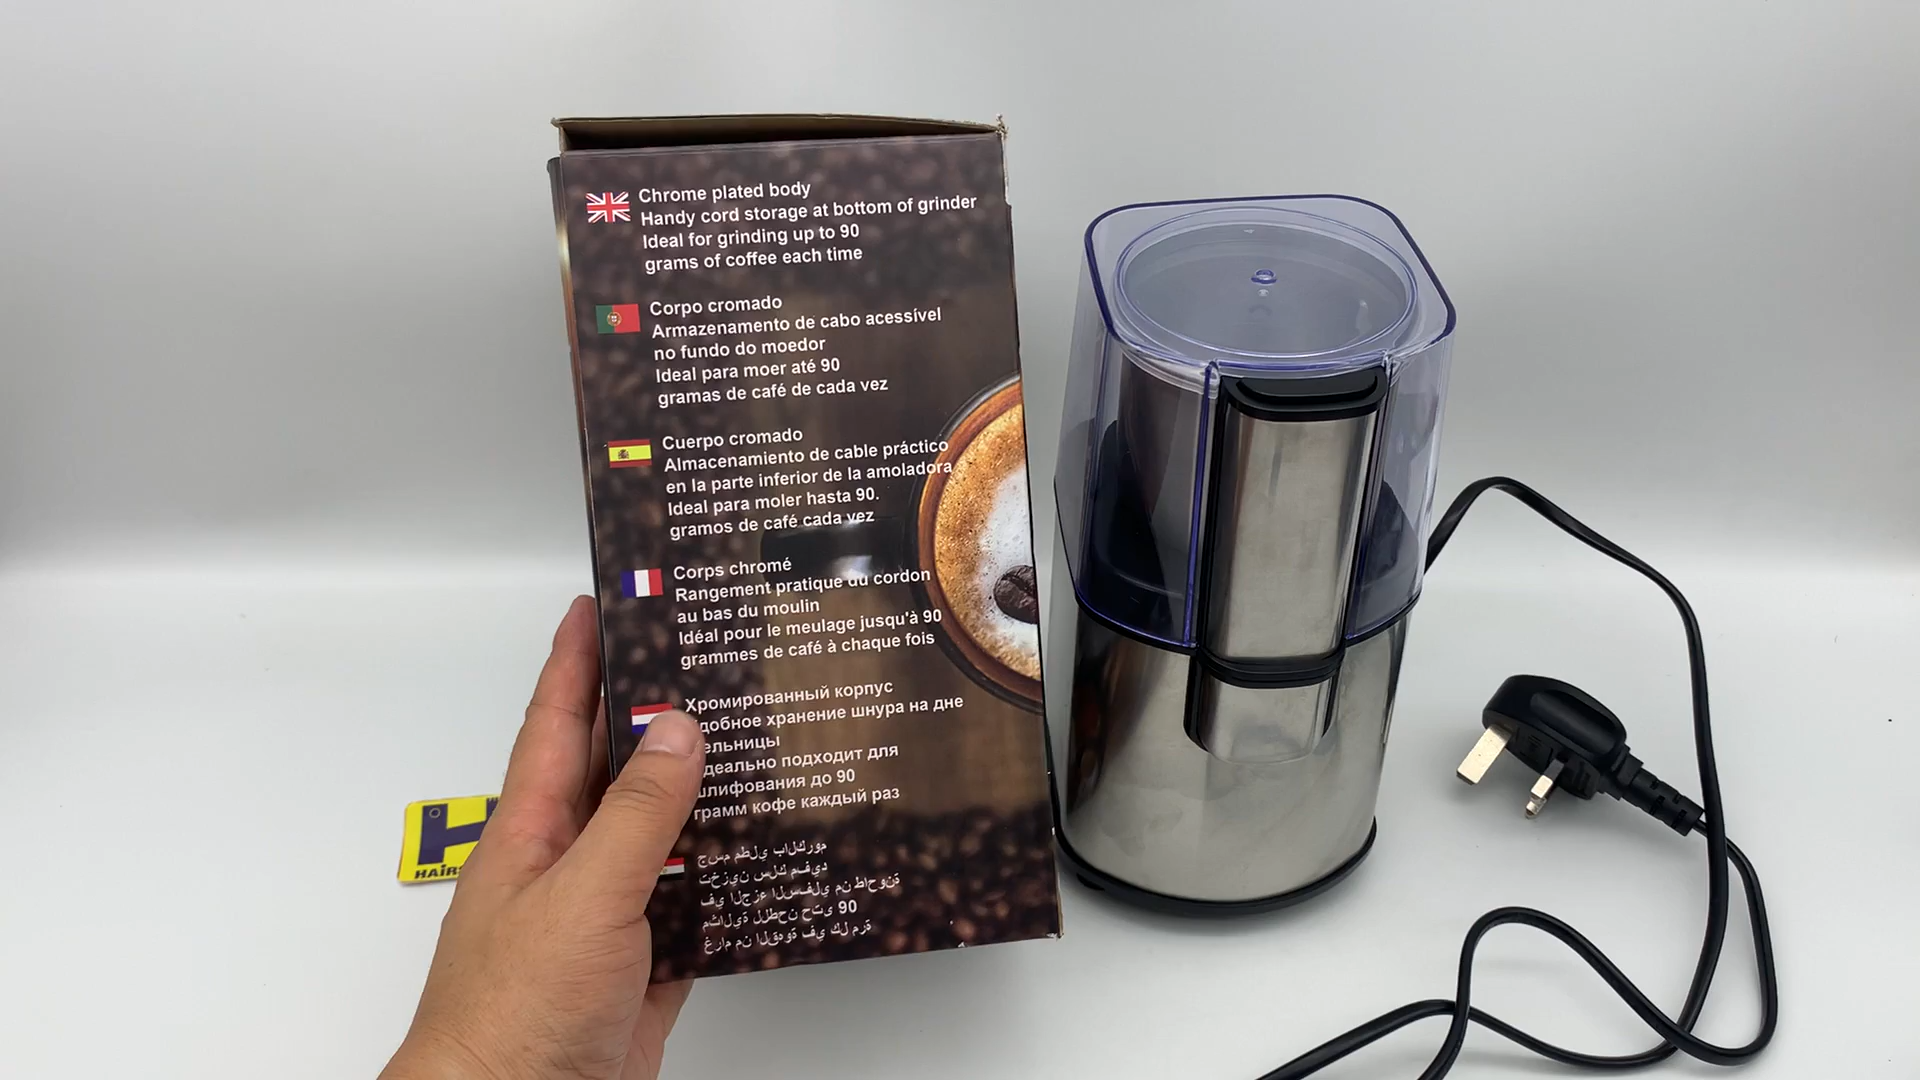 Chrome plated body
Handy cord storage at bottom of grinder
Ideal for grinding up to 90
grams of coffee each time
Corpo cromado
Armazenamento de cabo acessível
no fundo do moedor
Ideal para moer até 90
gramas de café de cada vez
Cuerpo cromado
Almacenamiento de cable práctico
en la parte inferior de la amoladora
Ideal para moler hasta 90.
gramos de café cada vez
Corps chromé
Rangement pratique du cordon
au bas du moulin
Idéal pour le meulage jusqu'à 90
grammes de café à chaque fois
Хромированный корпус
хранение шнура на дне
подходит для
до 90
грамм кофе каждый раз
جسم مطلي بالكروم
تخزين سلك مفيد
في الجزء السفلي من طاحونة
مثالية للطحن حتى 90
غرام من القهوة في كل مرة